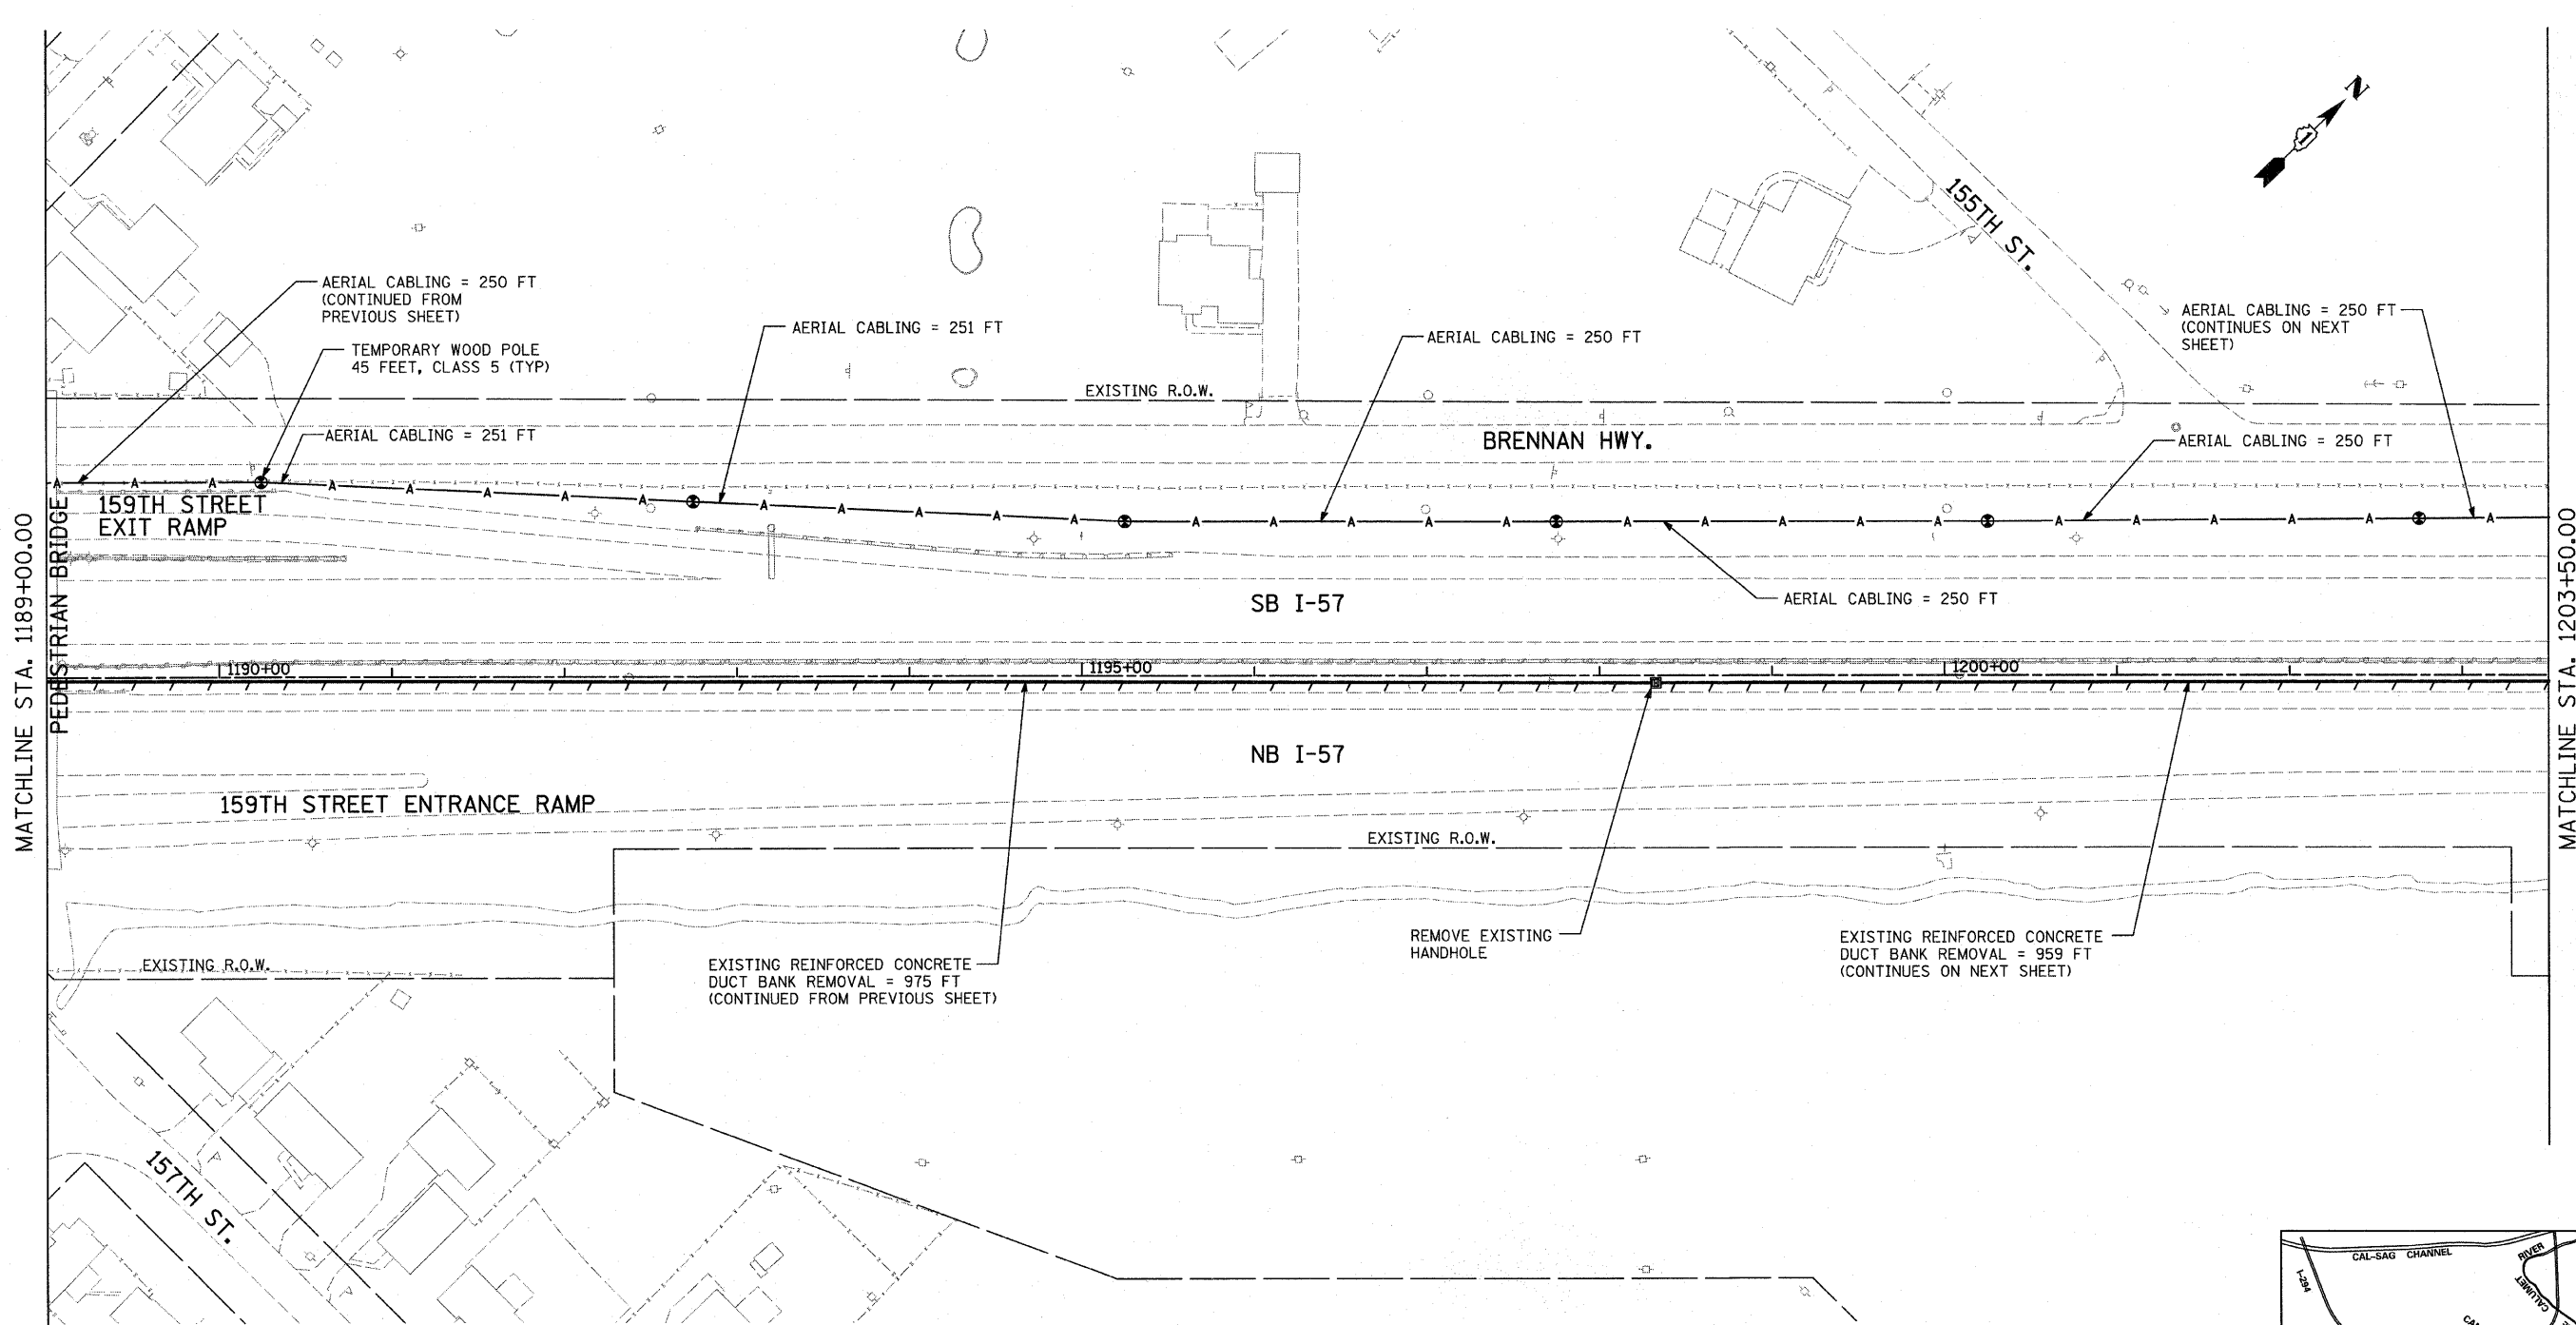 N
1
155TH ST.
AERIAL CABLING = 250 FT
(CONTINUED FROM
PREVIOUS SHEET)
TEMPORARY WOOD POLE
45 FEET, CLASS 5 (TYP)
AERIAL CABLING = 251 FT
AERIAL CABLING = 250 FT
AERIAL CABLING = 250 FT
(CONTINUES ON NEXT
SHEET)
EXISTING R.O.W.
AERIAL CABLING = 251 FT
BRENNAN HWY.
AERIAL CABLING = 250 FT
A A A A A A A A A A A A A A A A A A A A A A A A A A A A A
159TH STREET
EXIT RAMP
AERIAL CABLING = 250 FT
SB I-57
MATCHLINE STA. 1189+00.00
PEDESTRIAN BRIDGE
1190+00
1195+00
1200+00
MATCHLINE STA. 1203+50.00
NB I-57
159TH STREET ENTRANCE RAMP
EXISTING R.O.W.
REMOVE EXISTING
HANDHOLE
EXISTING REINFORCED CONCRETE
DUCT BANK REMOVAL = 959 FT
(CONTINUES ON NEXT SHEET)
EXISTING R.O.W.
EXISTING REINFORCED CONCRETE
DUCT BANK REMOVAL = 975 FT
(CONTINUED FROM PREVIOUS SHEET)
157TH ST.
CAL-SAG CHANNEL
RIVER
CALUMET
I-294